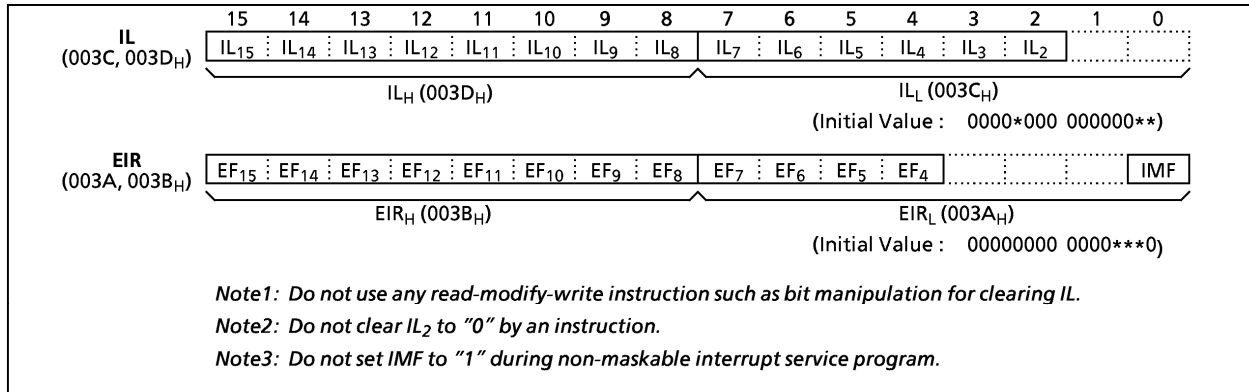 15 14 13 12 11 10 9 8 7 6 5 4 3 2 1 0
IL
(003C, 003DH)
IL15 IL14 IL13 IL12 IL11 IL10 IL9 IL8 IL7 IL6 IL5 IL4 IL3 IL2
ILH (003DH) ILL (003CH)
(Initial Value : 0000*000 000000**)
EIR
(003A, 003BH)
EF15 EF14 EF13 EF12 EF11 EF10 EF9 EF8 EF7 EF6 EF5 EF4 IMF
EIRH (003BH) EIRL (003AH)
(Initial Value : 00000000 0000***0)
Note1: Do not use any read-modify-write instruction such as bit manipulation for clearing IL.
Note2: Do not clear IL2 to "0" by an instruction.
Note3: Do not set IMF to "1" during non-maskable interrupt service program.